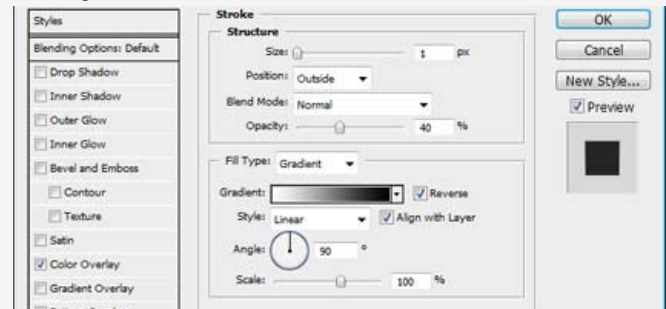 Styles
Blending Options: Default
Drop Shadow
Inner Shadow
Outer Glow
Inner Glow
Bevel and Emboss
Contour
Texture
Satin
Color Overlay
Gradient Overlay
Stroke
Structure
Size: 1 px
Position: Outside
Blend Mode: Normal
Opacity: 40 %
Fill Type: Gradient
Gradient: Reverse
Style: Linear Align with Layer
Angle: 90 °
Scale: 100 %
OK
Cancel
New Style...
Preview